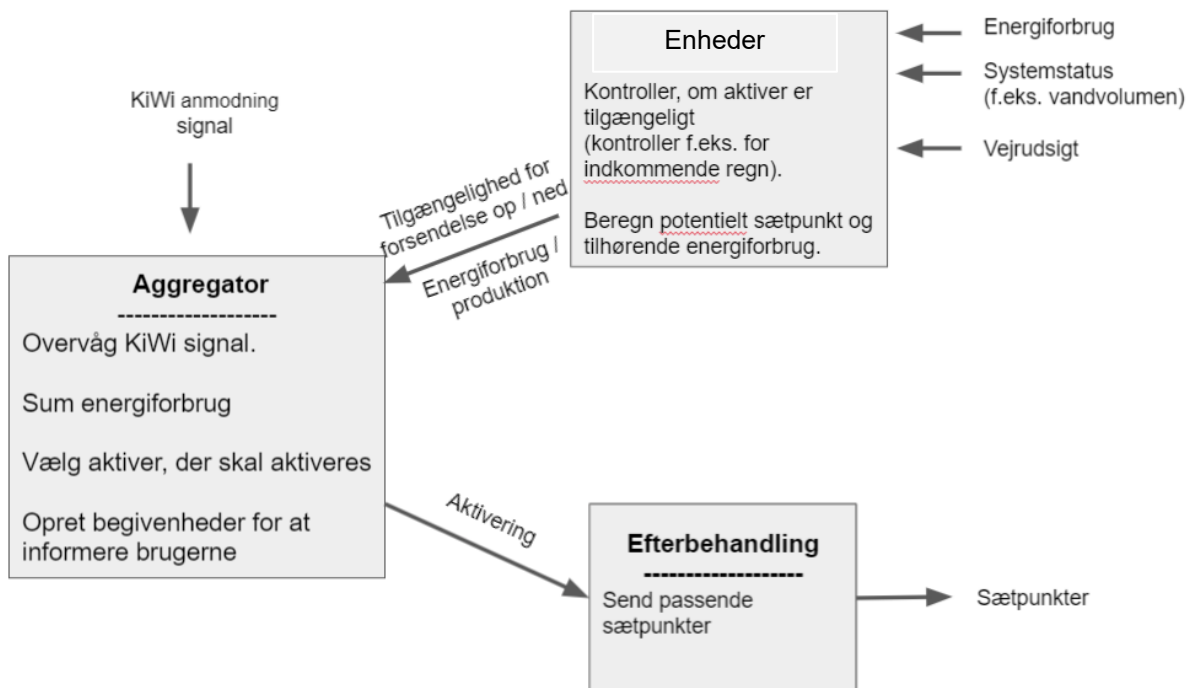 Enheder
Kontroller, om aktiver er
tilgængeligt
(kontroller f.eks. for
indkommende regn).
Beregn potentielt sætpunkt og
tilhørende energiforbrug.
Energiforbrug
Systemstatus
(f.eks. vandvolumen)
Vejrudsigt
KiWi anmodning
signal
Tilgængelighed for
forsendelse op / ned
Energiforbrug /
produktion
Aggregator
-------------------
Overvåg KiWi signal.
Sum energiforbrug
Vælg aktiver, der skal aktiveres
Opret begivenheder for at
informere brugerne
Aktivering
Efterbehandling
-------------------
Send passende
sætpunkter
Sætpunkter